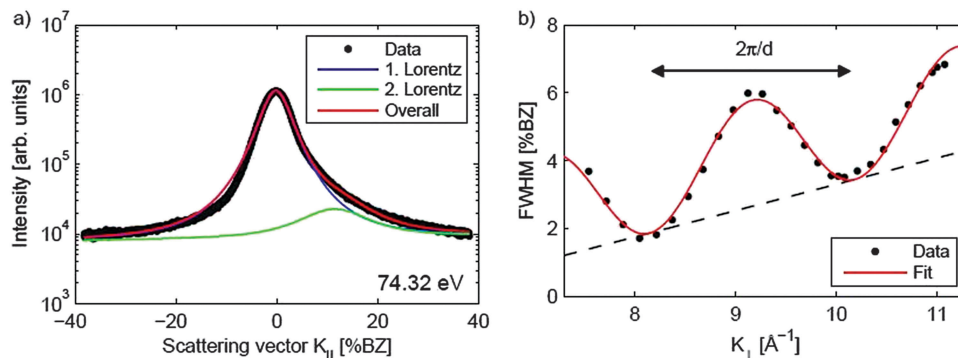 a)
Intensity [arb. units]
10^7
10^6
10^5
10^4
10^3
Data
1. Lorentz
2. Lorentz
Overall
74.32 eV
−40
−20
0
20
40
Scattering vector K_|| [%BZ]
b)
FWHM [%BZ]
8
6
4
2
0
2π/d
Data
Fit
8
9
10
11
K_⊥ [Å^−1]